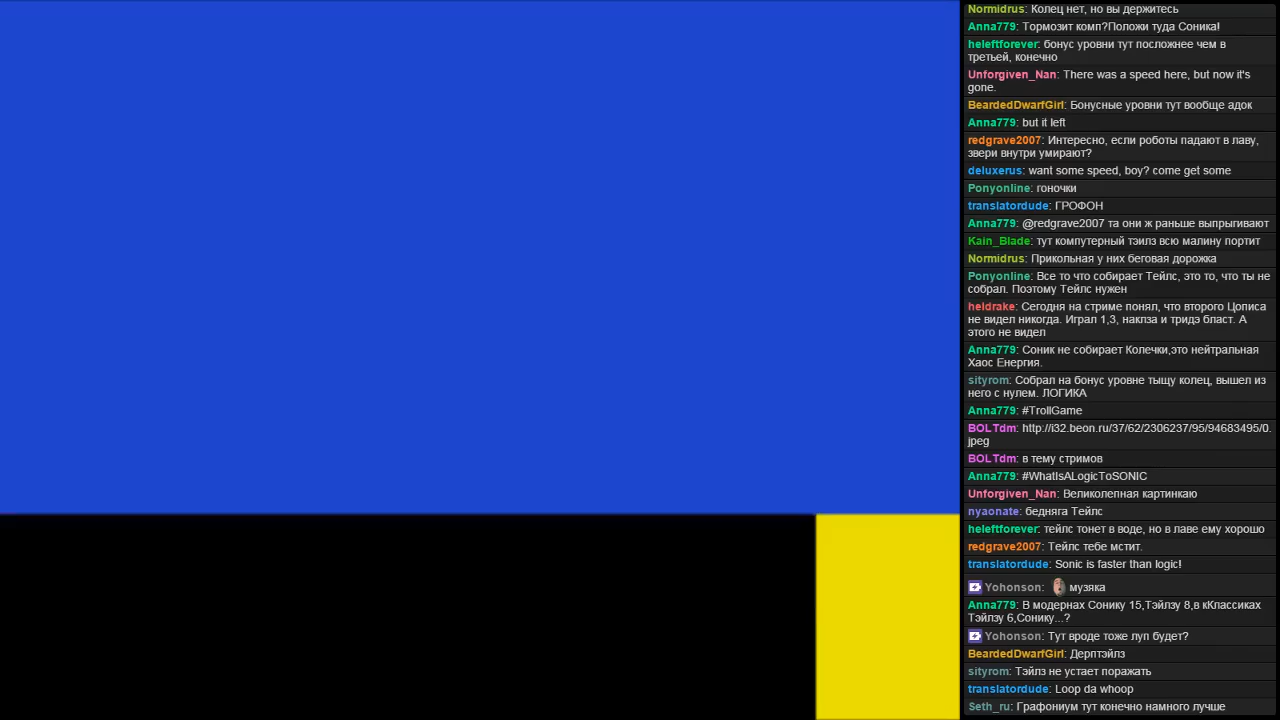 Normidrus: Колец нет, но вы держитесь
Anna779: Тормозит комп?Положи туда Соника!
heleftforever: бонус уровни тут посложнее чем в
третьей, конечно
Unforgiven_Nan: There was a speed here, but now it's
gone.
BeardedDwarfGirl: Бонусные уровни тут вообще адок
Anna779: but it left
redgrave2007: Интересно, если роботы падают в лаву,
звери внутри умирают?
deluxerus: want some speed, boy? come get some
Ponyonline: гоночки
translatordude: ГРОФОН
Anna779: @redgrave2007 та они ж раньше выпрыгивают
Kain_Blade: тут компутерный тэилз всю малину портит
Normidrus: Прикольная у них беговая дорожка
Ponyonline: Все то что собирает Тейлс, это то, что ты не
собрал. Поэтому Тейлс нужен
heldrake: Сегодня на стриме понял, что второго Цописа
не видел никогда. Играл 1,3, наклза и тридэ бласт. А
этого не видел
Anna779: Соник не собирает Колечки,это нейтральная
Хаос Енергия.
sityrom: Собрал на бонус уровне тыщу колец, вышел из
него с нулем. ЛОГИКА
Anna779: #TrollGame
BOLTdm: http://i32.beon.ru/37/62/2306237/95/94683495/0.
jpeg
BOLTdm: в тему стримов
Anna779: #WhatIsALogicToSONIC
Unforgiven_Nan: Великолепная картинкаю
nyaonate: бедняга Тейлс
heleftforever: тейлс тонет в воде, но в лаве ему хорошо
redgrave2007: Тейлс тебе мстит.
translatordude: Sonic is faster than logic!
Yohonson: музяка
Anna779: В модернах Сонику 15,Тэйлзу 8,в кКлассиках
Тэйлзу 6,Сонику...?
Yohonson: Тут вроде тоже луп будет?
BeardedDwarfGirl: Дерптэйлз
sityrom: Тэйлз не устает поражать
translatordude: Loop da whoop
Seth_ru: Графониум тут конечно намного лучше